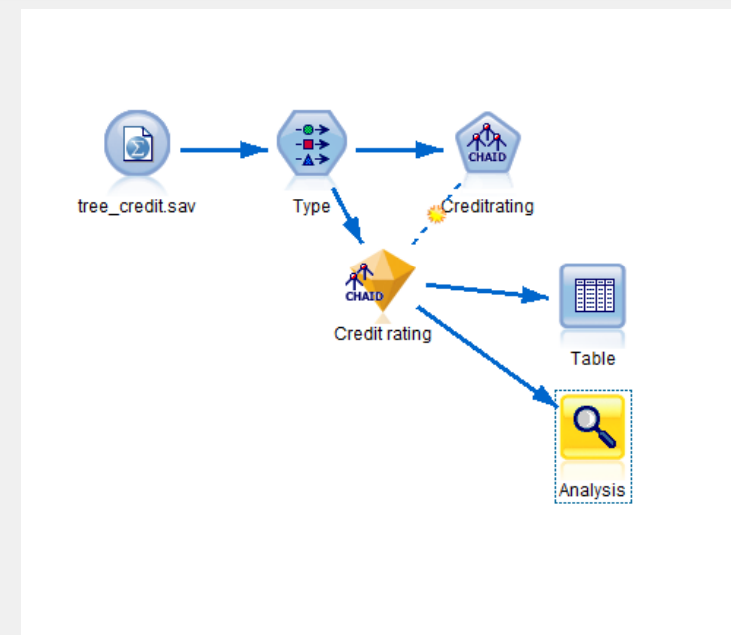 CHAID
tree_credit.sav
Type
Creditrating
CHAID
Credit rating
Table
Analysis